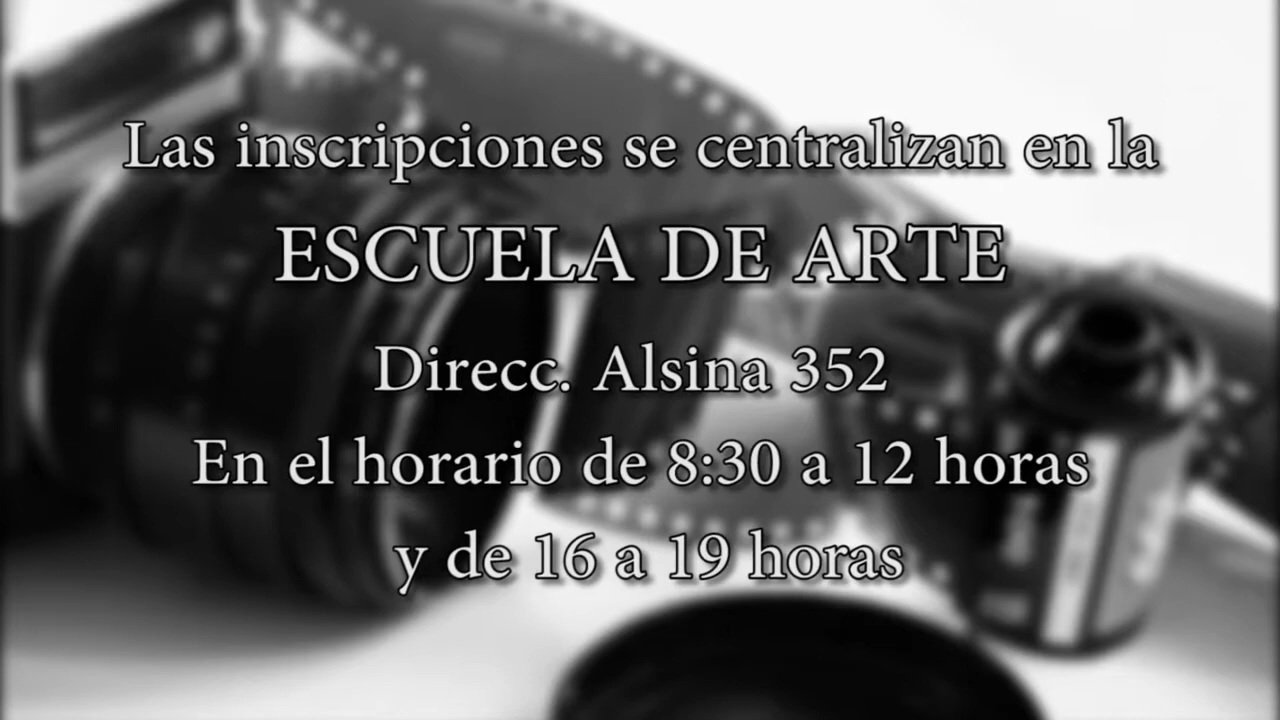 Las inscripciones se centralizan en la
ESCUELA DE ARTE
Direcc. Alsina 352
En el horario de 8:30 a 12 horas
y de 16 a 19 horas